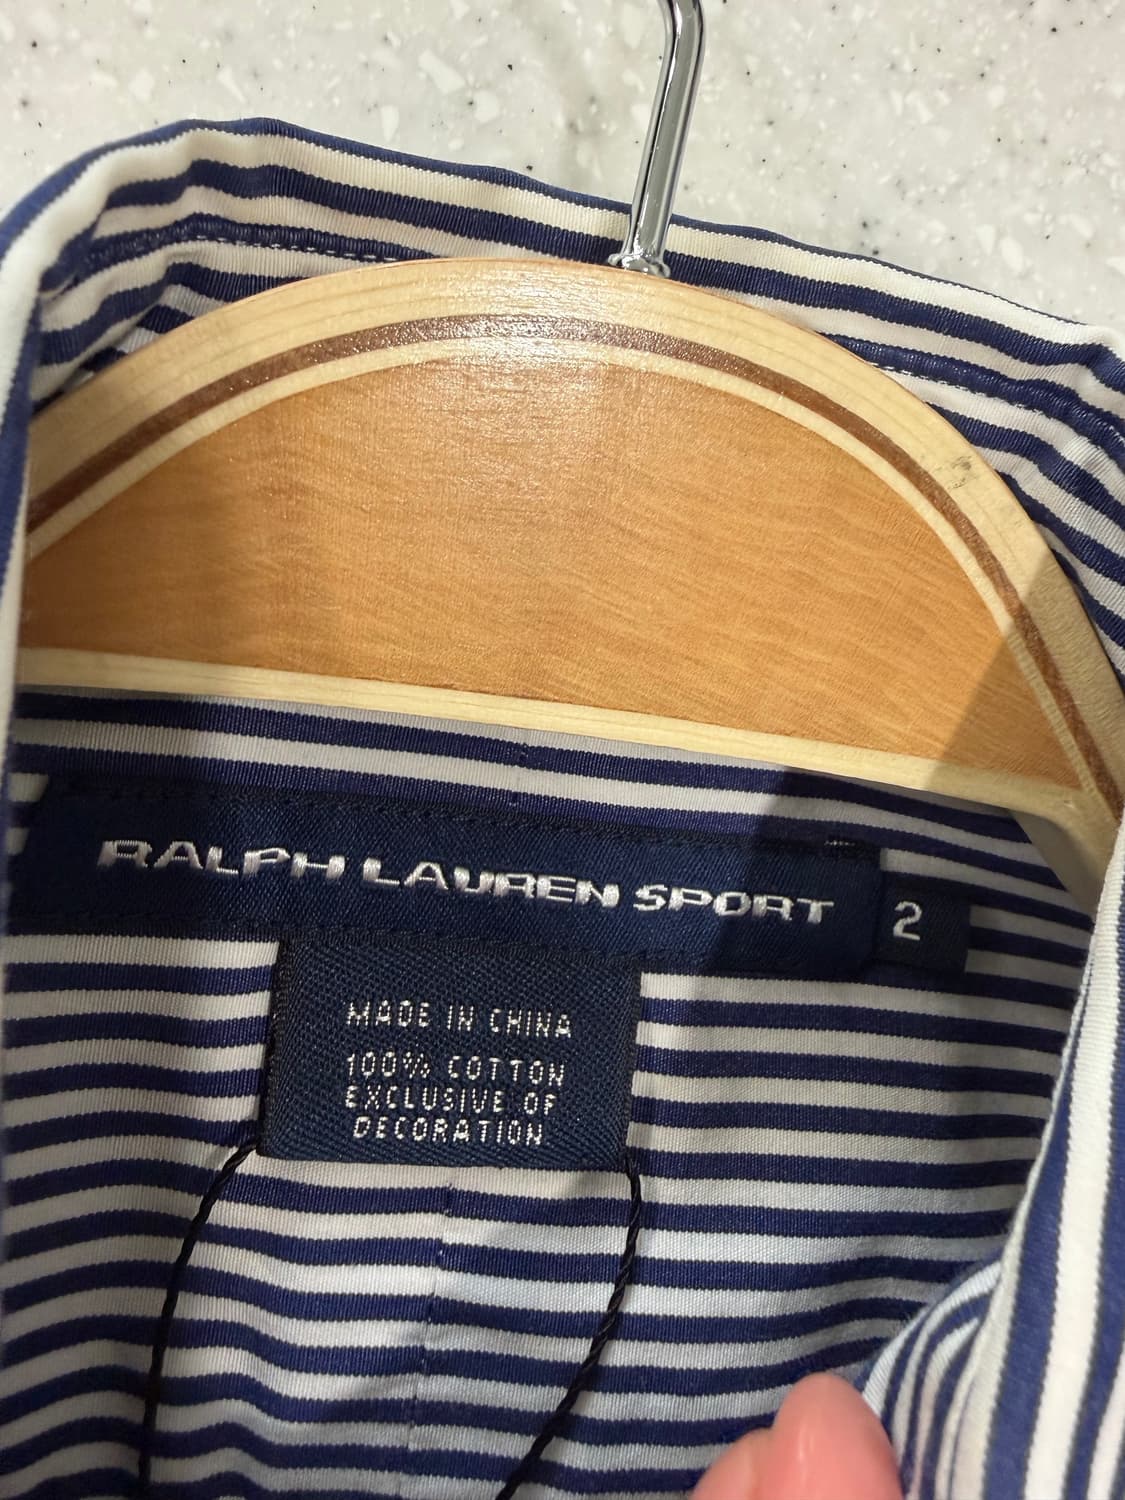 RALPH LAUREN SPORT 2
MADE IN CHINA
100% COTTON
EXCLUSIVE OF
DECORATION